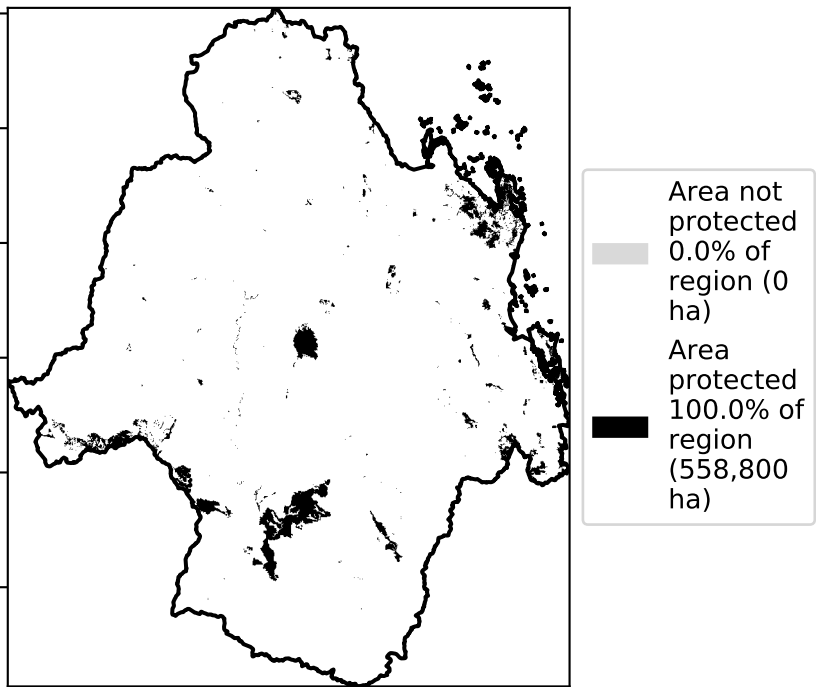 Area not
protected
0.0% of
region (0
ha)
Area
protected
100.0% of
region
(558,800
ha)